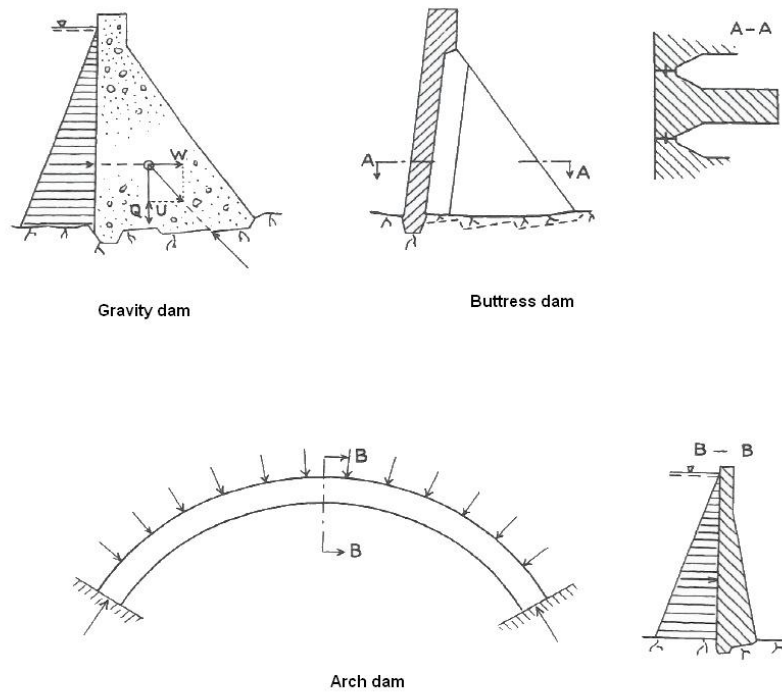 A-A
W
Q U
A A
Gravity dam
Buttress dam
B
B
B - B
Arch dam